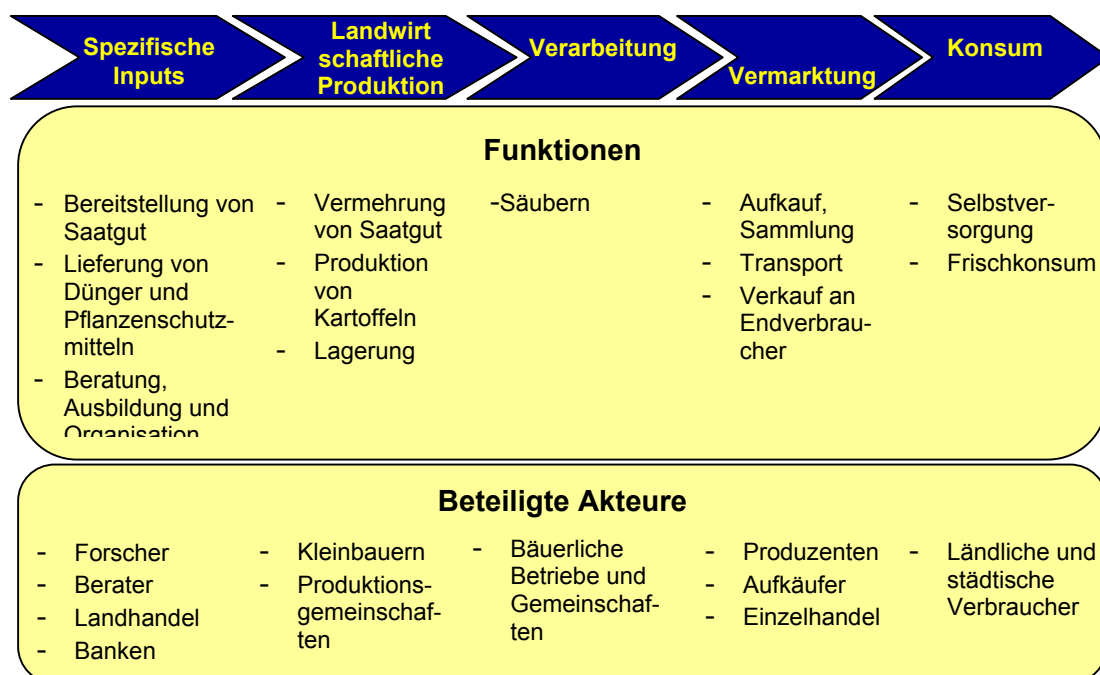 Spezifische
Inputs
Landwirt
schaftliche
Produktion
Verarbeitung
Vermarktung
Konsum
Funktionen
- Bereitstellung von
Saatgut
- Lieferung von
Dünger und
Pflanzenschutz-
mitteln
- Beratung,
Ausbildung und
Organisation
- Vermehrung
von Saatgut
- Produktion
von
Kartoffeln
- Lagerung
-Säubern
- Aufkauf,
Sammlung
- Transport
- Verkauf an
Endverbrau-
cher
- Selbstver-
sorgung
- Frischkonsum
Beteiligte Akteure
- Forscher
- Berater
- Landhandel
- Banken
- Kleinbauern
- Produktions-
gemeinschaf-
ten
- Bäuerliche
Betriebe und
Gemeinschaf-
ten
- Produzenten
- Aufkäufer
- Einzelhandel
- Ländliche und
städtische
Verbraucher